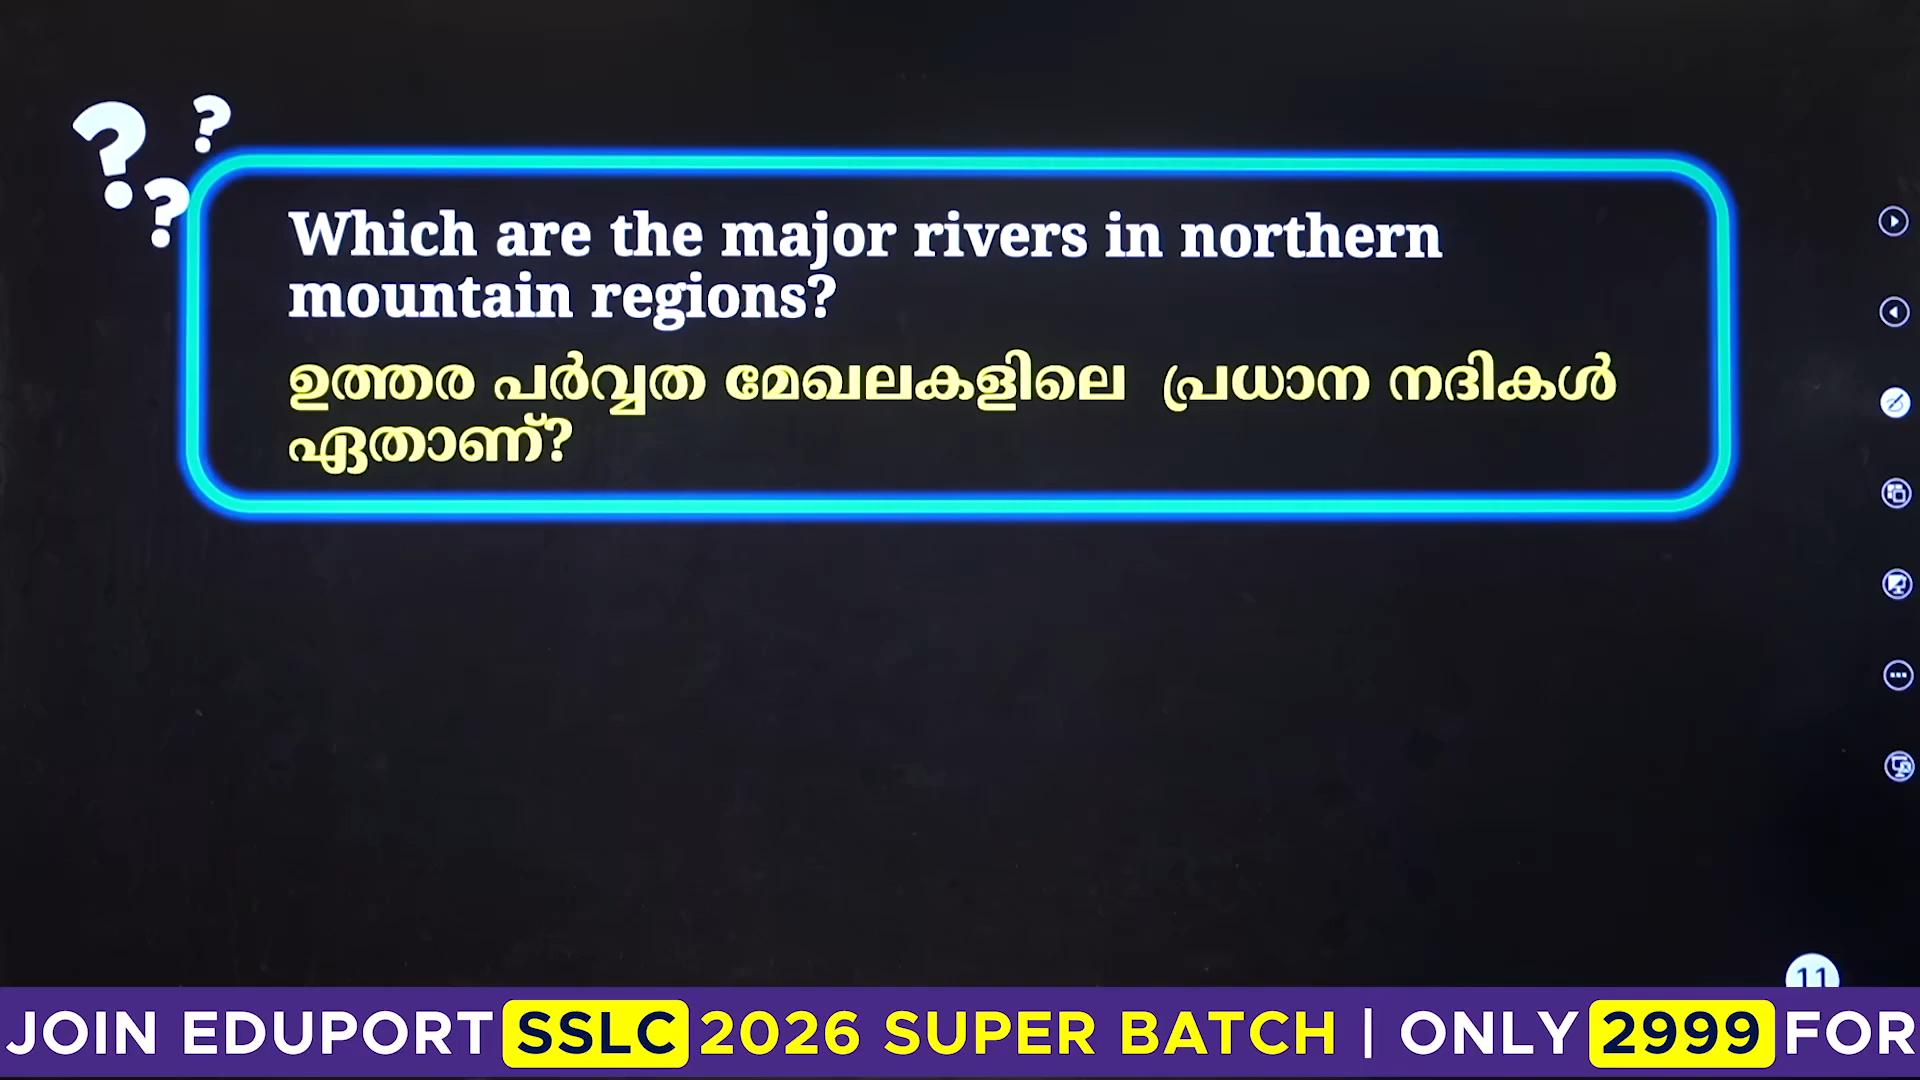 Which are the major rivers in northern
mountain regions?
ഉത്തര പർവ്വത മേഖലകളിലെ പ്രധാന നദികൾ
ഏതാണ്?
11
JOIN EDUPORT SSLC 2026 SUPER BATCH | ONLY 2999 FOR